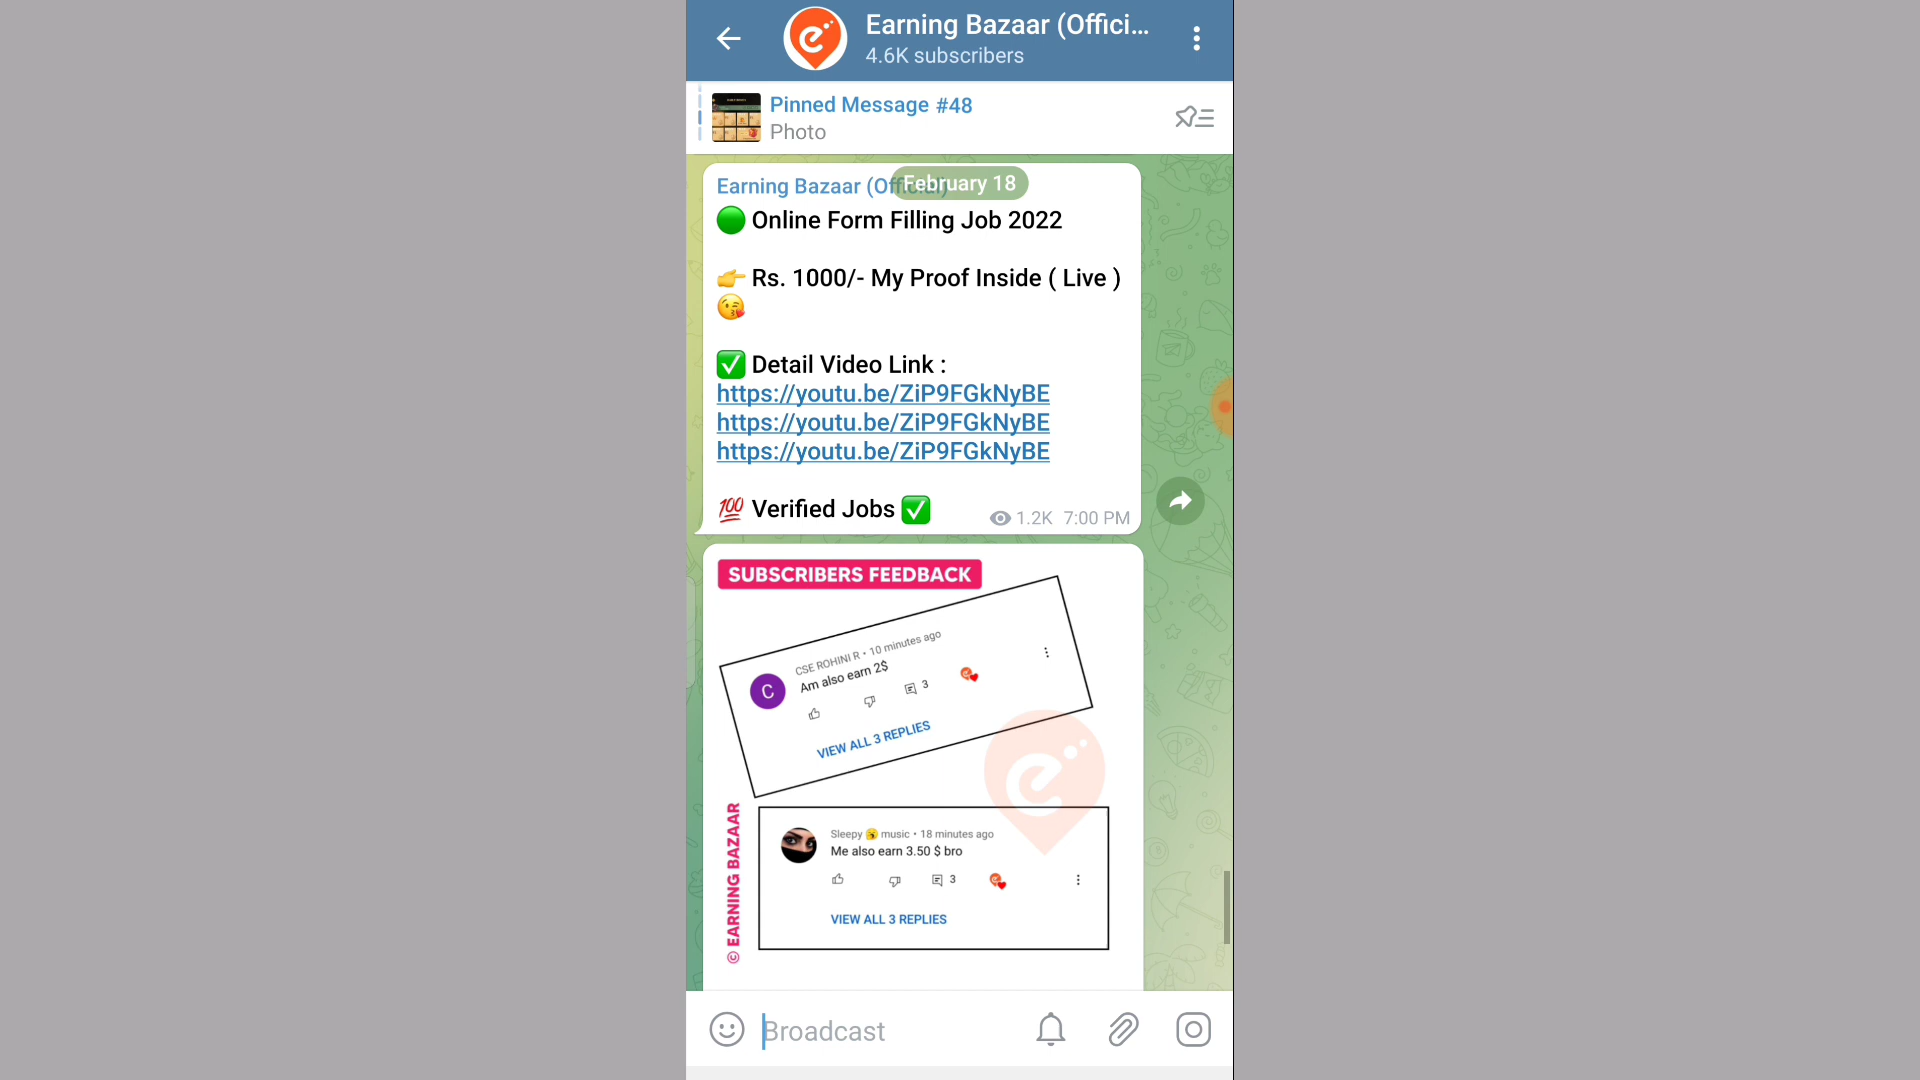 Earning Bazaar (Offici...
4.6K subscribers
Pinned Message #48
Photo
February 18
Earning Bazaar (Official)
🟢 Online Form Filling Job 2022
👉 Rs. 1000/- My Proof Inside ( Live )
😘
✅ Detail Video Link :
https://youtu.be/ZiP9FGkNyBE
https://youtu.be/ZiP9FGkNyBE
https://youtu.be/ZiP9FGkNyBE
💯 Verified Jobs ✅
1.2K 7:00 PM
SUBSCRIBERS FEEDBACK
C
CSE ROHINI R • 10 minutes ago
Am also earn 2$
3
VIEW ALL 3 REPLIES
Sleepy 🤫 music • 18 minutes ago
Me also earn 3.50 $ bro
3
VIEW ALL 3 REPLIES
© EARNING BAZAAR
Broadcast